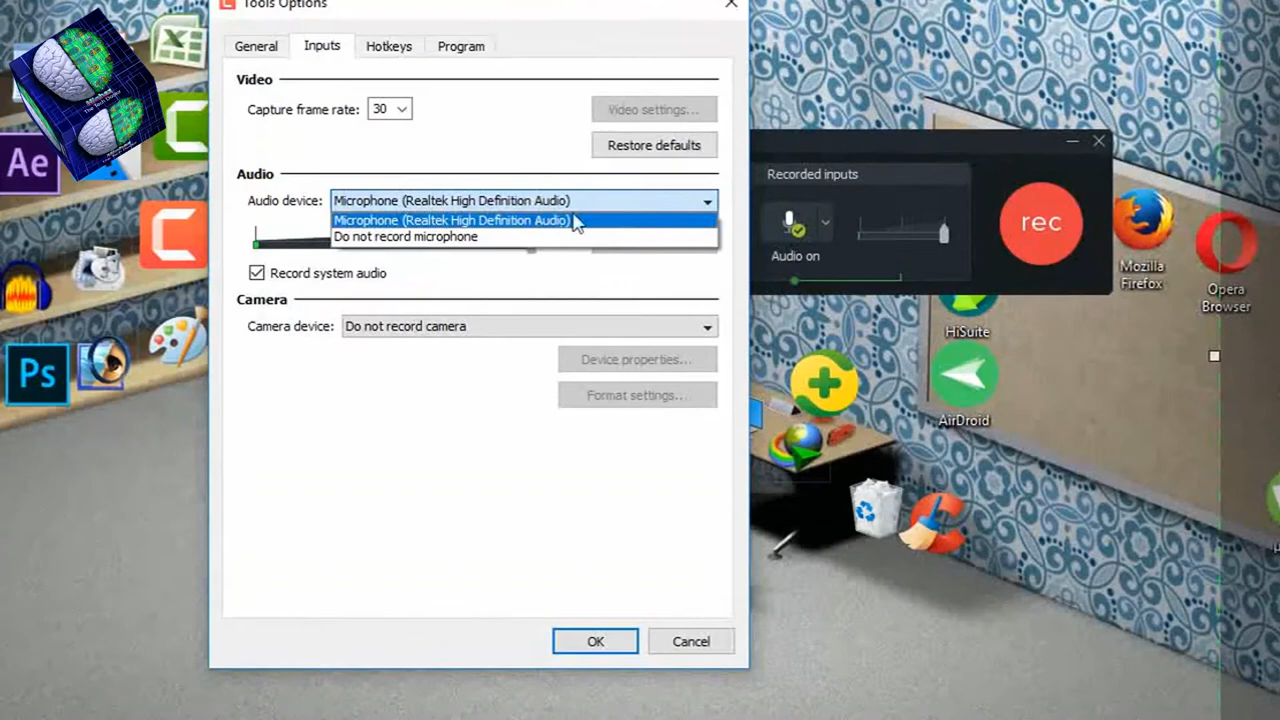 Tools Options
General
Inputs
Hotkeys
Program
Video
Capture frame rate:
30
Video settings...
Restore defaults
Audio
Audio device:
Microphone (Realtek High Definition Audio)
Microphone (Realtek High Definition Audio)
Do not record microphone
Record system audio
Camera
Camera device:
Do not record camera
Device properties...
Format settings...
OK
Cancel
Recorded inputs
Audio on
rec
Mozilla
Firefox
Opera
Browser
HiSuite
AirDroid
Ae
Ps